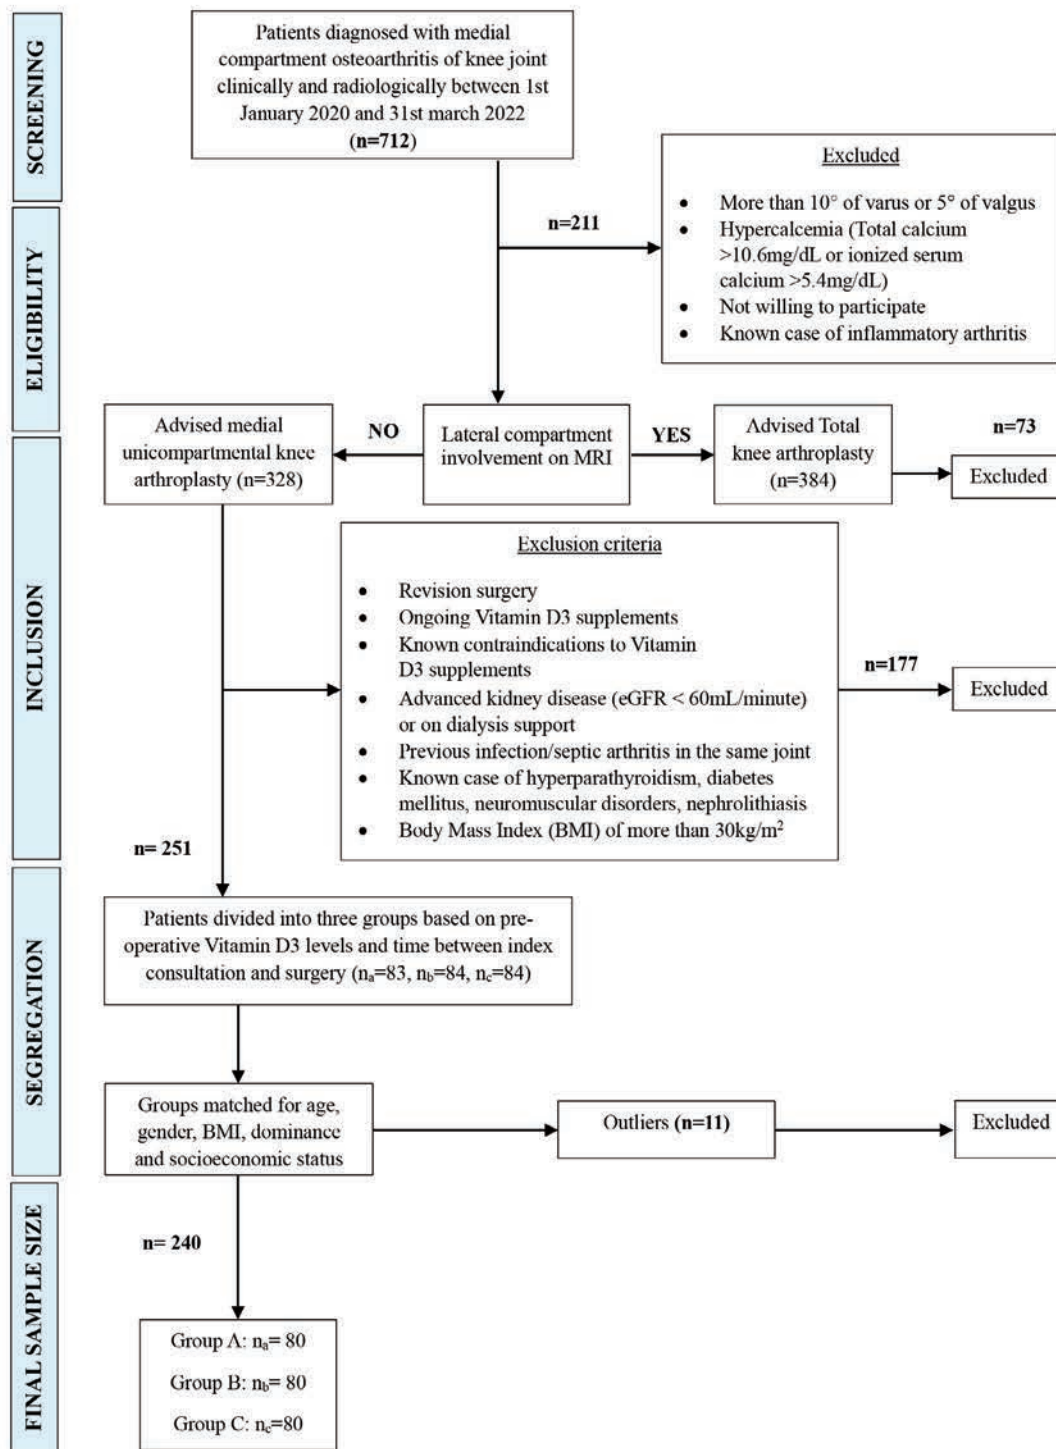 SCREENING
Patients diagnosed with medial
compartment osteoarthritis of knee joint
clinically and radiologically between 1st
January 2020 and 31st march 2022
(n=712)
Excluded
• More than 10° of varus or 5° of valgus
• Hypercalcemia (Total calcium
>10.6mg/dL or ionized serum
calcium >5.4mg/dL)
• Not willing to participate
• Known case of inflammatory arthritis
n=211
ELIGIBILITY
Advised medial
unicompartmental knee
arthroplasty (n=328)
NO
Lateral compartment
involvement on MRI
YES
Advised Total
knee arthroplasty
(n=384)
n=73
Excluded
INCLUSION
Exclusion criteria
• Revision surgery
• Ongoing Vitamin D3 supplements
• Known contraindications to Vitamin
D3 supplements
• Advanced kidney disease (eGFR < 60mL/minute)
or on dialysis support
• Previous infection/septic arthritis in the same joint
• Known case of hyperparathyroidism, diabetes
mellitus, neuromuscular disorders, nephrolithiasis
• Body Mass Index (BMI) of more than 30kg/m²
n=177
Excluded
n= 251
SEGREGATION
Patients divided into three groups based on pre-
operative Vitamin D3 levels and time between index
consultation and surgery (nₐ=83, n_b=84, n_c=84)
Groups matched for age,
gender, BMI, dominance
and socioeconomic status
Outliers (n=11)
Excluded
FINAL SAMPLE SIZE
n= 240
Group A: nₐ= 80
Group B: n_b= 80
Group C: n_c=80